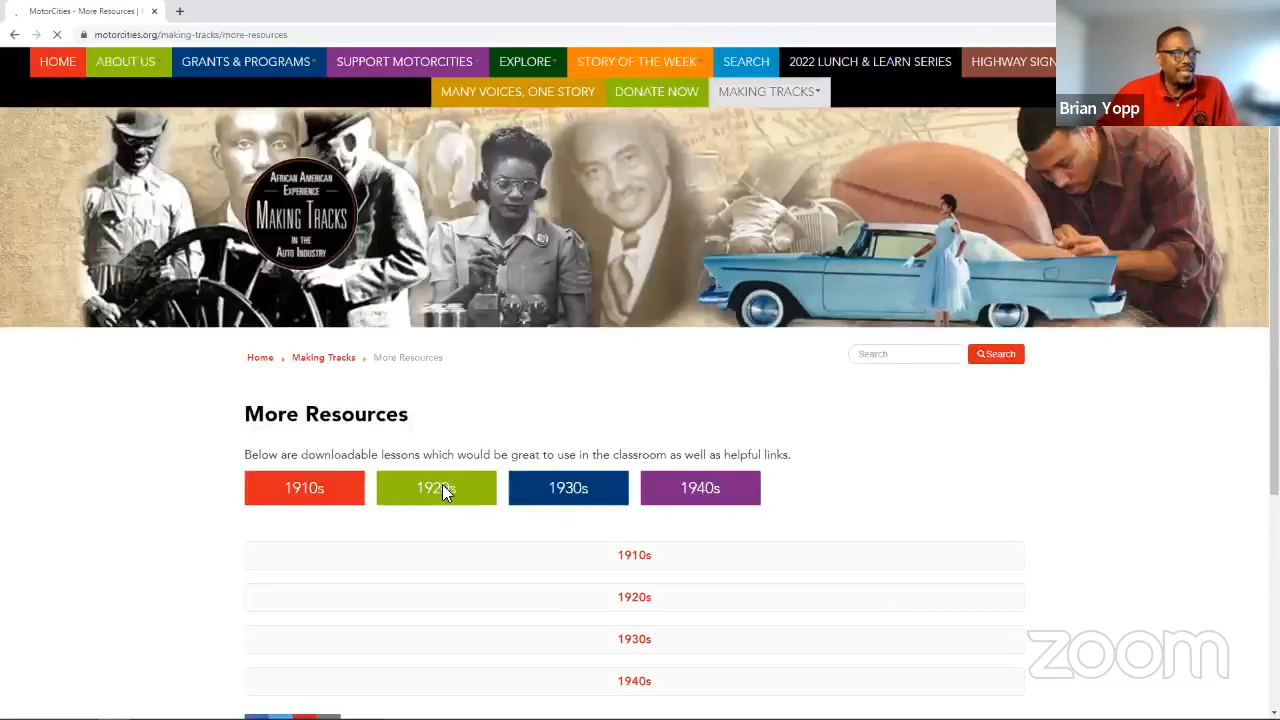 MotorCities - More Resources |
motorcities.org/making-tracks/more-resources
HOME ABOUT US GRANTS & PROGRAMS SUPPORT MOTORCITIES EXPLORE STORY OF THE WEEK SEARCH 2022 LUNCH & LEARN SERIES HIGHWAY SIGN
MANY VOICES, ONE STORY DONATE NOW MAKING TRACKS
Brian Yopp
AFRICAN AMERICAN
EXPERIENCE
MAKING TRACKS
IN THE
AUTO INDUSTRY
Home Making Tracks More Resources
Search Search
More Resources
Below are downloadable lessons which would be great to use in the classroom as well as helpful links.
1910s 1920s 1930s 1940s
1910s
1920s
1930s
1940s
zoom